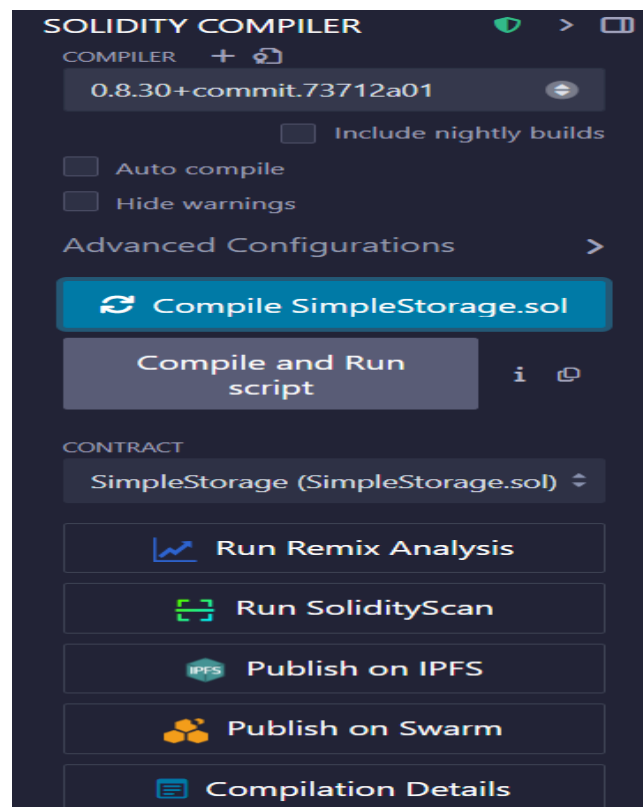 SOLIDITY COMPILER
COMPILER
0.8.30+commit.73712a01
Include nightly builds
Auto compile
Hide warnings
Advanced Configurations
Compile SimpleStorage.sol
Compile and Run
script
CONTRACT
SimpleStorage (SimpleStorage.sol)
Run Remix Analysis
Run SolidityScan
IPFS Publish on IPFS
Publish on Swarm
Compilation Details